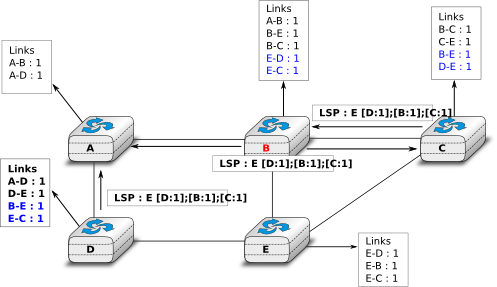 Links
A-B : 1
A-D : 1
Links
A-B : 1
B-E : 1
B-C : 1
E-D : 1
E-C : 1
Links
B-C : 1
C-E : 1
B-E : 1
D-E : 1
LSP : E [D:1];[B:1];[C:1]
A
B
C
LSP : E [D:1];[B:1];[C:1]
Links
A-D : 1
D-E : 1
B-E : 1
E-C : 1
LSP : E [D:1];[B:1];[C:1]
D
E
Links
E-D : 1
E-B : 1
E-C : 1